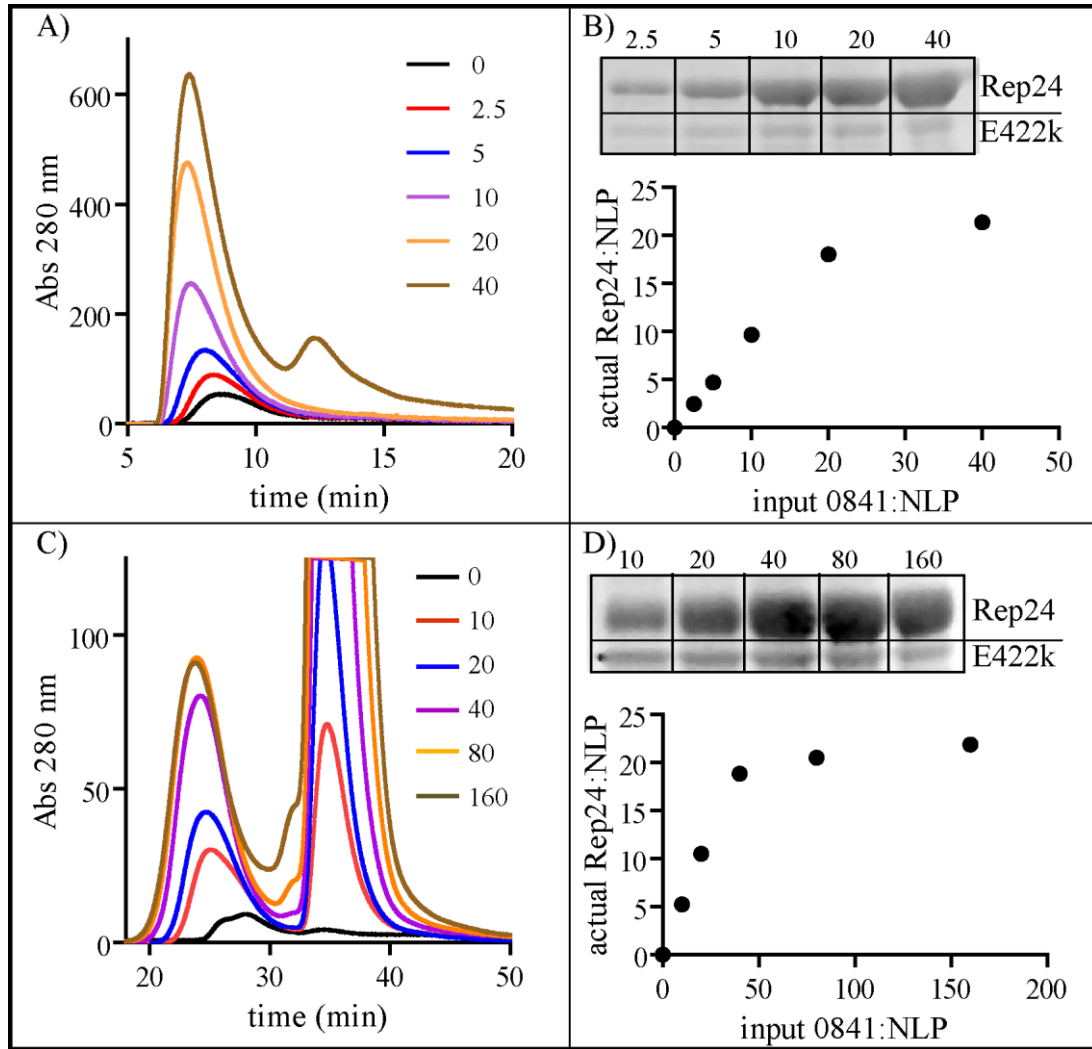 A)
600
400
200
0
Abs 280 nm
5 10 15 20
time (min)
0
2.5
5
10
20
40
B)
2.5 5 10 20 40
Rep24
E422k
25
20
15
10
5
0
actual Rep24:NLP
0 10 20 30 40 50
input 0841:NLP
C)
100
50
0
Abs 280 nm
20 30 40 50
time (min)
0
10
20
40
80
160
D)
10 20 40 80 160
Rep24
E422k
25
20
15
10
5
0
actual Rep24:NLP
0 50 100 150 200
input 0841:NLP